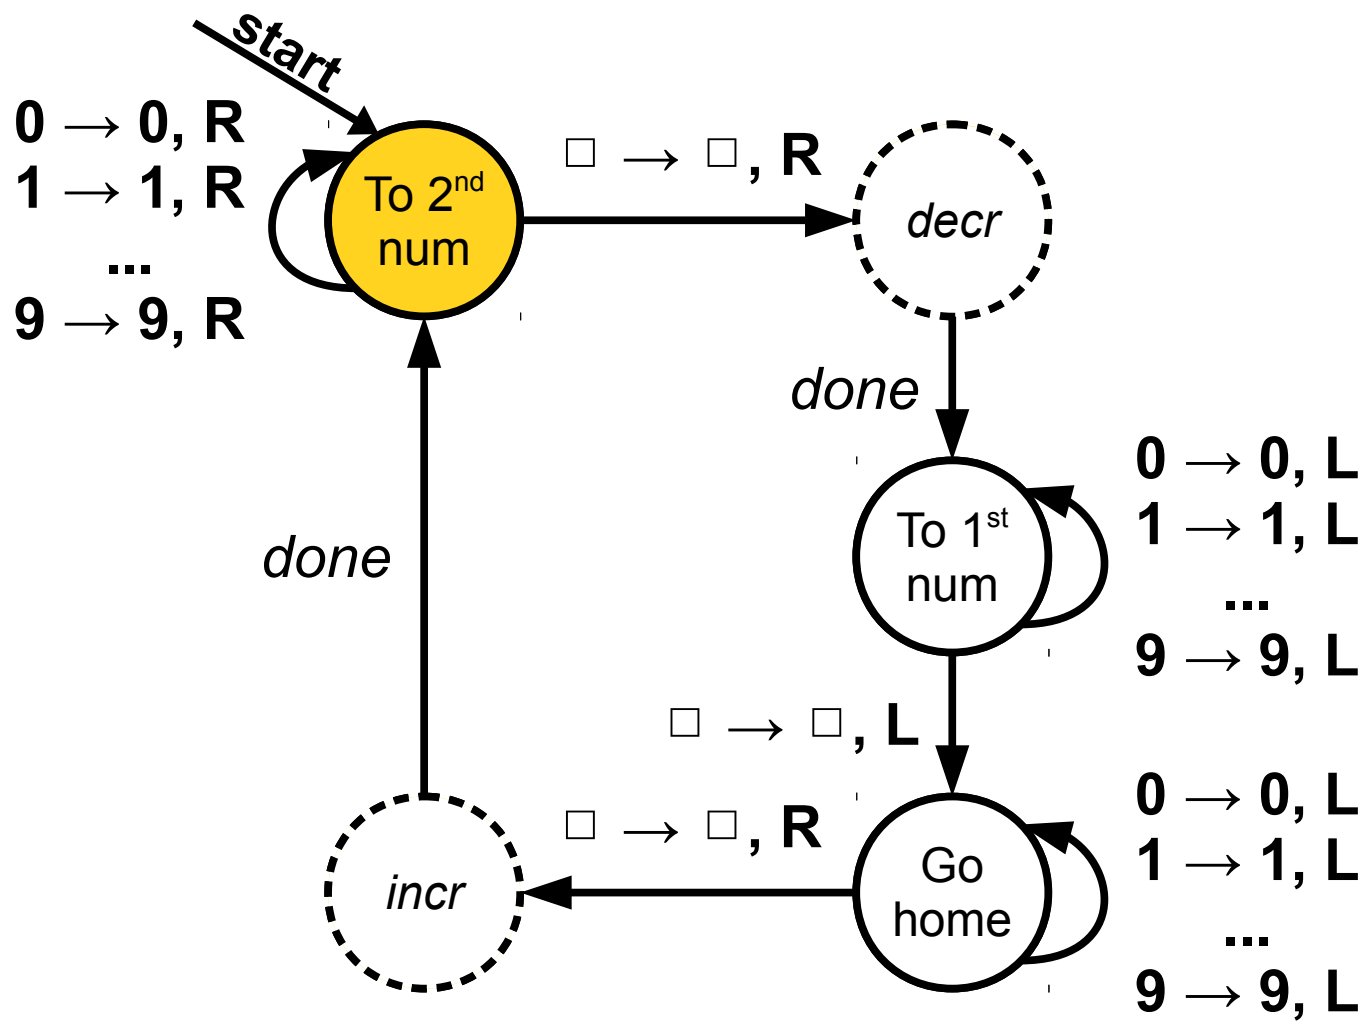 start
0 → 0, R
1 → 1, R
...
9 → 9, R
To 2nd
num
□ → □, R
decr
done
0 → 0, L
1 → 1, L
...
9 → 9, L
To 1st
num
done
□ → □, L
□ → □, R
0 → 0, L
1 → 1, L
...
9 → 9, L
Go
home
incr